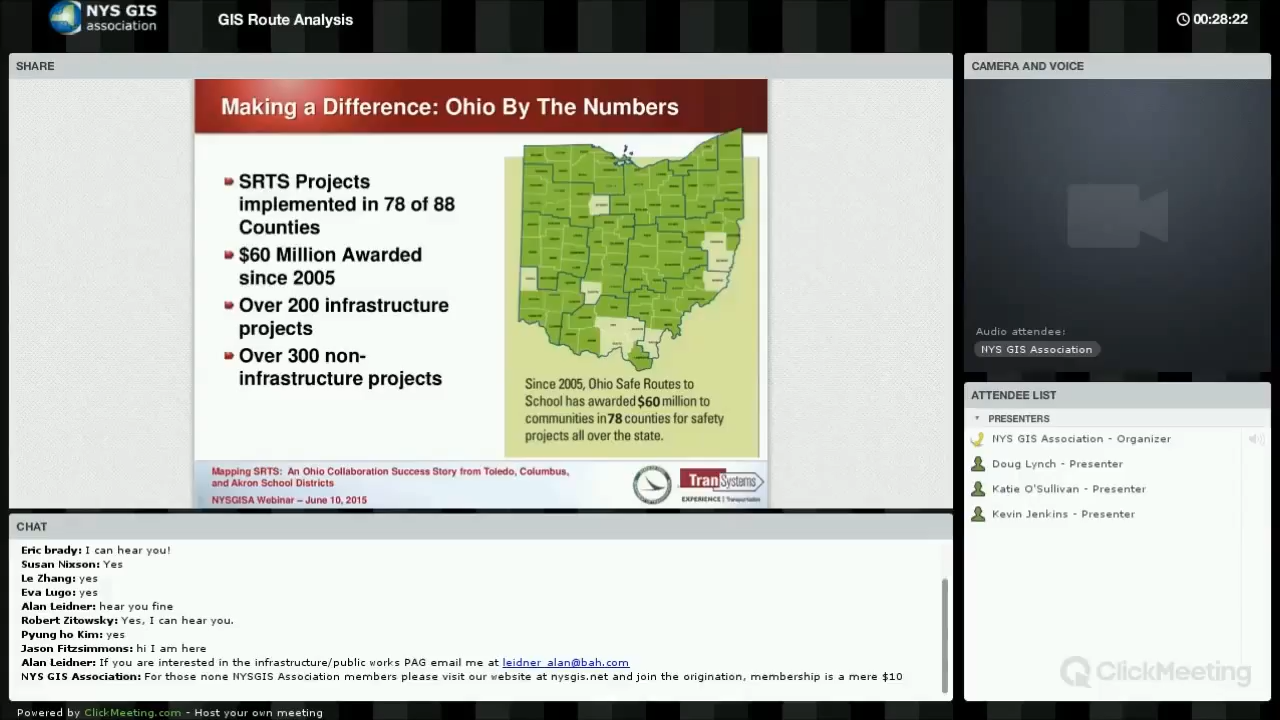 NYS GIS
association
GIS Route Analysis
00:28:22
SHARE
Making a Difference: Ohio By The Numbers
SRTS Projects
implemented in 78 of 88
Counties
$60 Million Awarded
since 2005
Over 200 infrastructure
projects
Over 300 non-
infrastructure projects
Since 2005, Ohio Safe Routes to
School has awarded $60 million to
communities in 78 counties for safety
projects all over the state.
Mapping SRTS: An Ohio Collaboration Success Story from Toledo, Columbus,
and Akron School Districts
NYSGISA Webinar – June 10, 2015
TranSystems
EXPERIENCE | Transportation
CAMERA AND VOICE
Audio attendee:
NYS GIS Association
ATTENDEE LIST
PRESENTERS
NYS GIS Association - Organizer
Doug Lynch - Presenter
Katie O'Sullivan - Presenter
Kevin Jenkins - Presenter
CHAT
Eric brady: I can hear you!
Susan Nixson: Yes
Le Zhang: yes
Eva Lugo: yes
Alan Leidner: hear you fine
Robert Zitowsky: Yes, I can hear you.
Pyung ho Kim: yes
Jason Fitzsimmons: hi I am here
Alan Leidner: If you are interested in the infrastructure/public works PAG email me at leidner_alan@bah.com
NYS GIS Association: For those none NYSGIS Association members please visit our website at nysgis.net and join the origination, membership is a mere $10
ClickMeeting
Powered by ClickMeeting.com - Host your own meeting